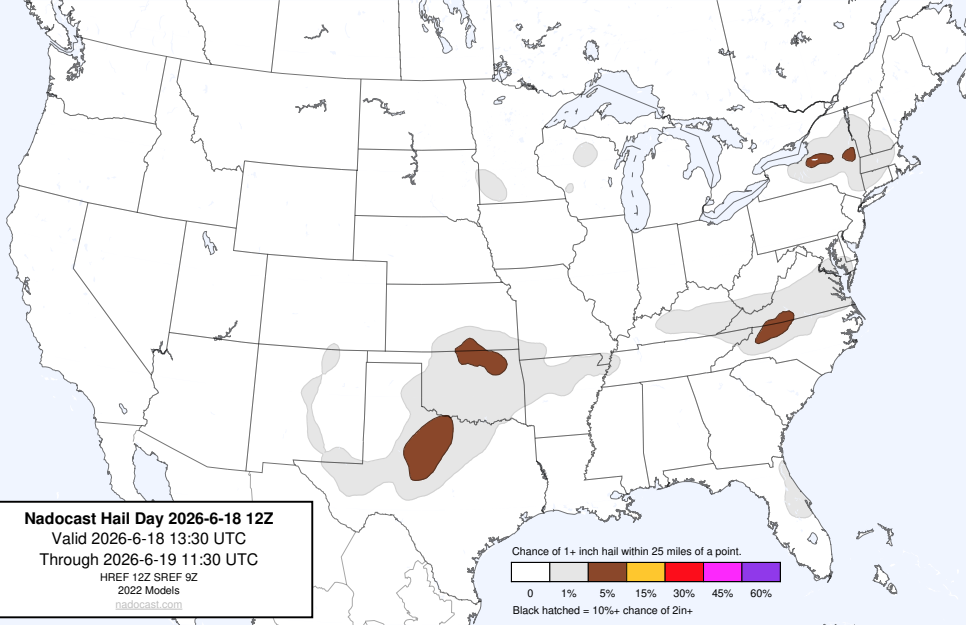 Nadocast Hail Day 2026-6-18 12Z
Valid 2026-6-18 13:30 UTC
Through 2026-6-19 11:30 UTC
HREF 12Z SREF 9Z
2022 Models
nadocast.com
Chance of 1+ inch hail within 25 miles of a point.
0 1% 5% 15% 30% 45% 60%
Black hatched = 10%+ chance of 2in+